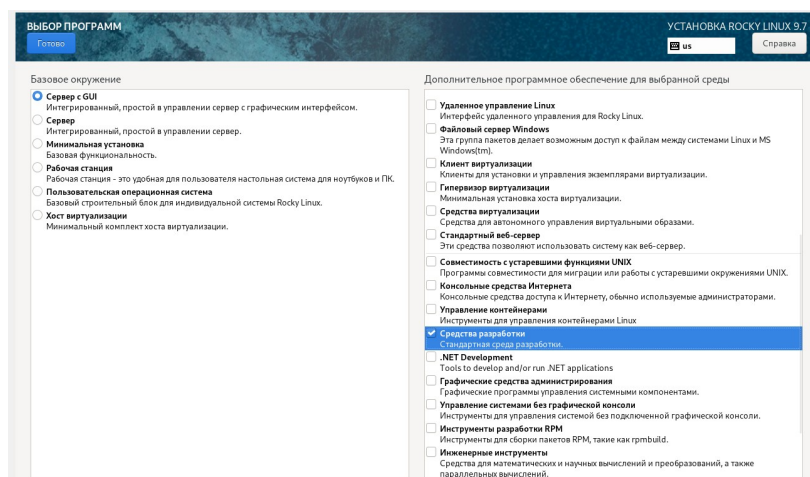 ВЫБОР ПРОГРАММ
УСТАНОВКА ROCKY LINUX 9.7
Готово
us
Справка
Базовое окружение
Сервер с GUI
Интегрированный, простой в управлении сервер с графическим интерфейсом.
Сервер
Интегрированный, простой в управлении сервер.
Минимальная установка
Базовая функциональность.
Рабочая станция
Рабочая станция - это удобная для пользователя настольная система для ноутбуков и ПК.
Пользовательская операционная система
Базовый строительный блок для индивидуальной системы Rocky Linux.
Хост виртуализации
Минимальный комплект хоста виртуализации.
Дополнительное программное обеспечение для выбранной среды
Удаленное управление Linux
Интерфейс удаленного управления для Rocky Linux.
Файловый сервер Windows
Эта группа пакетов делает возможным доступ к файлам между системами Linux и MS
Windows(tm).
Клиент виртуализации
Клиенты для установки и управления экземплярами виртуализации.
Гипервизор виртуализации
Минимальная установка хоста виртуализации.
Средства виртуализации
Средства для автономного управления виртуальными образами.
Стандартный веб-сервер
Эти средства позволяют использовать систему как веб-сервер.
Совместимость с устаревшими функциями UNIX
Программы совместимости для миграции или работы с устаревшими окружениями UNIX.
Консольные средства Интернета
Консольные средства доступа к Интернету, обычно используемые администраторами.
Управление контейнерами
Инструменты для управления контейнерами Linux
Средства разработки
Стандартная среда разработки.
.NET Development
Tools to develop and/or run .NET applications
Графические средства администрирования
Графические программы управления системными компонентами.
Управление системами без графической консоли
Инструменты для управления системой без подключенной графической консоли.
Инструменты разработки RPM
Инструменты для сборки пакетов RPM, такие как rpmbuild.
Инженерные инструменты
Средства для математических и научных вычислений и преобразований, а также
параллельных вычислений.